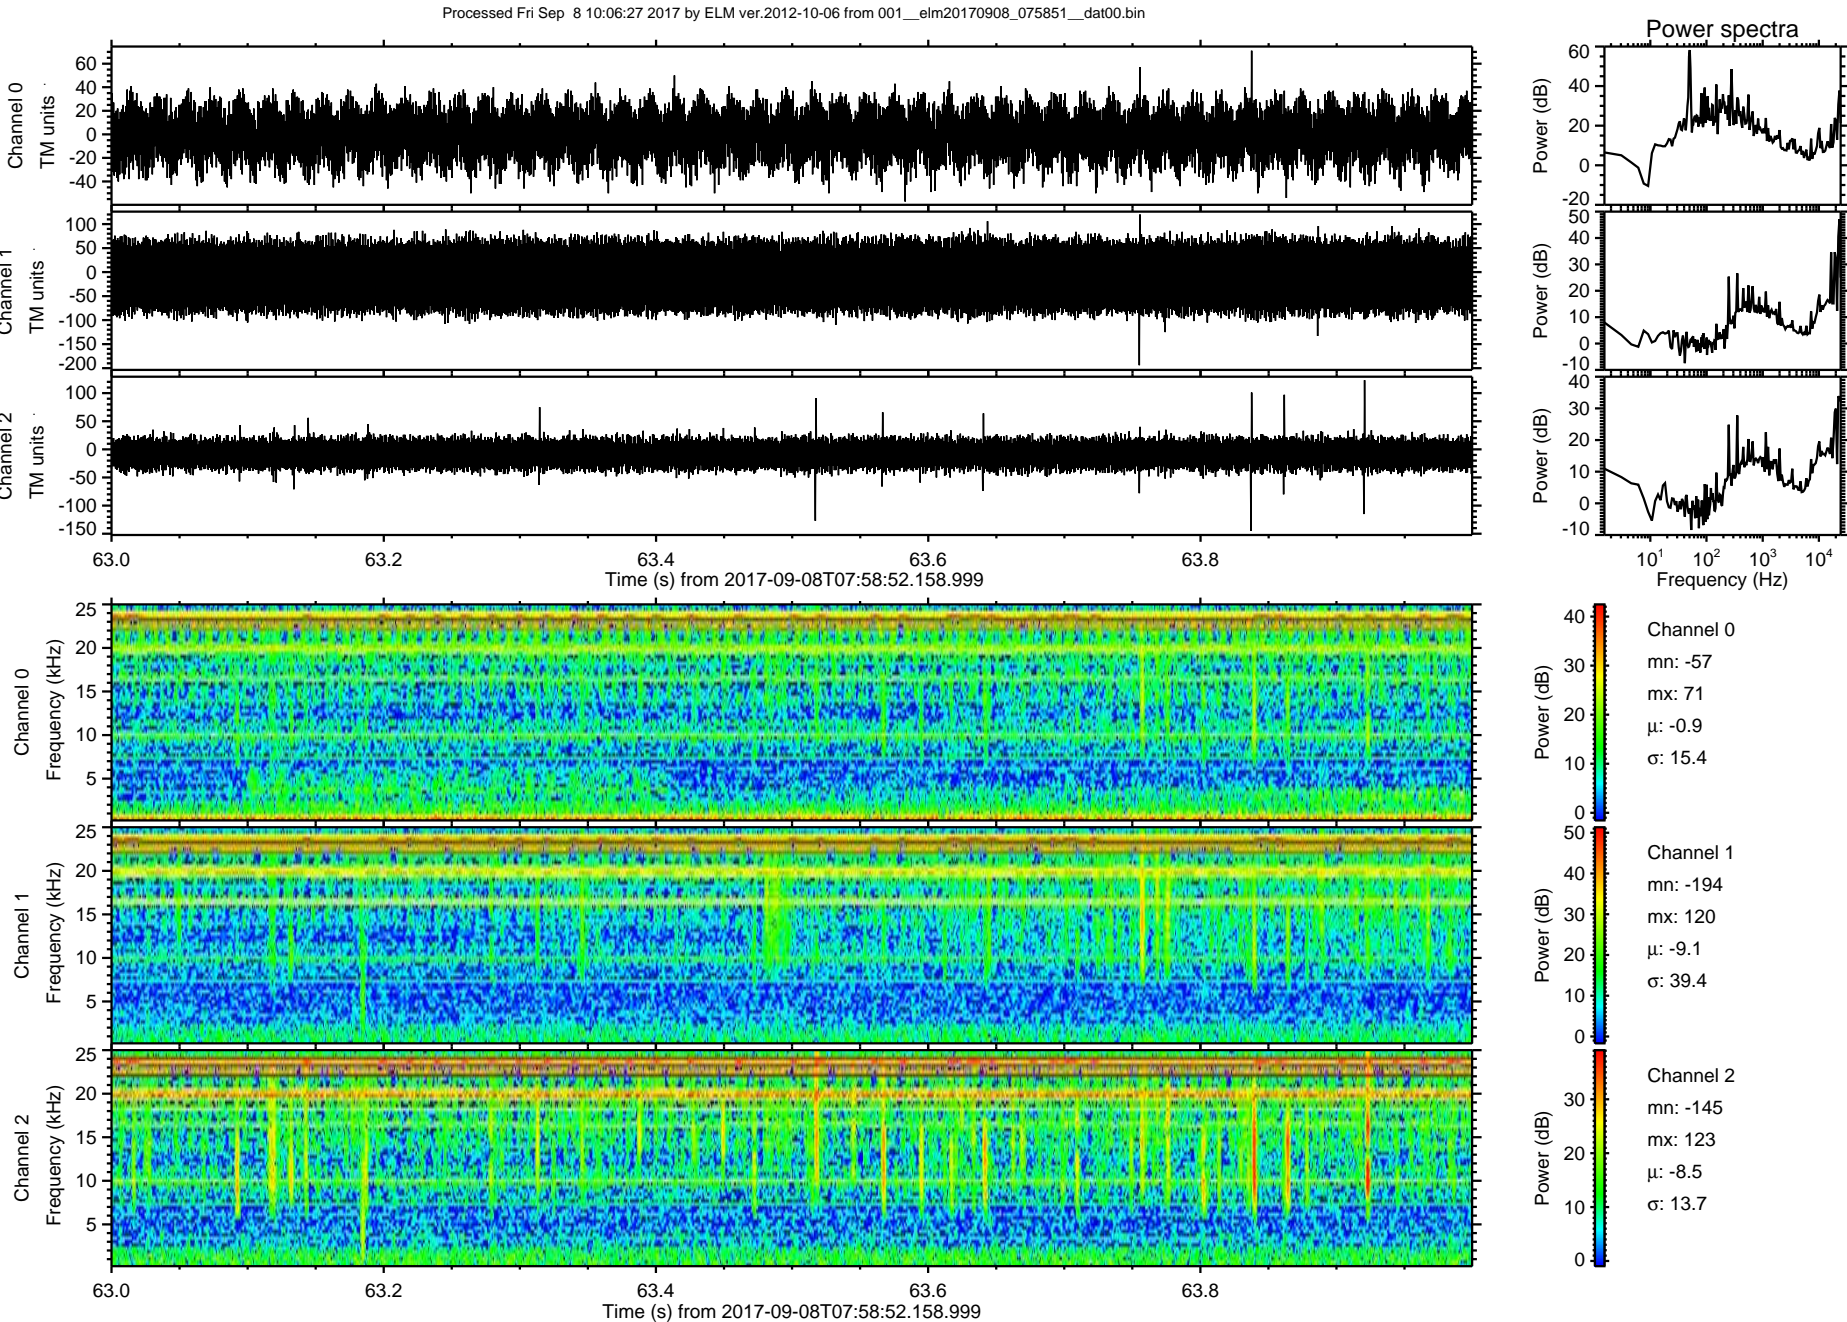 Processed Fri Sep  8 10:06:27 2017 by ELM ver.2012-10-06 from 001__elm20170908_075851__dat00.bin
Power spectra
Channel 0
TM units
60
40
20
0
-20
-40
Power (dB)
60
40
20
0
-20
Channel 1
TM units
100
50
0
-50
-100
-150
-200
Power (dB)
50
40
30
20
10
0
-10
Channel 2
TM units
100
50
0
-50
-100
-150
Power (dB)
40
30
20
10
0
-10
63.0 63.2 63.4 63.6 63.8
Time (s) from 2017-09-08T07:58:52.158.999
10^1 10^2 10^3 10^4
Frequency (Hz)
Channel 0
Frequency (kHz)
25
20
15
10
5
Power (dB)
40
30
20
10
0
Channel 0
mn: -57
mx: 71
μ: -0.9
σ: 15.4
Channel 1
Frequency (kHz)
25
20
15
10
5
Power (dB)
50
40
30
20
10
0
Channel 1
mn: -194
mx: 120
μ: -9.1
σ: 39.4
Channel 2
Frequency (kHz)
25
20
15
10
5
Power (dB)
30
20
10
0
Channel 2
mn: -145
mx: 123
μ: -8.5
σ: 13.7
63.0 63.2 63.4 63.6 63.8
Time (s) from 2017-09-08T07:58:52.158.999